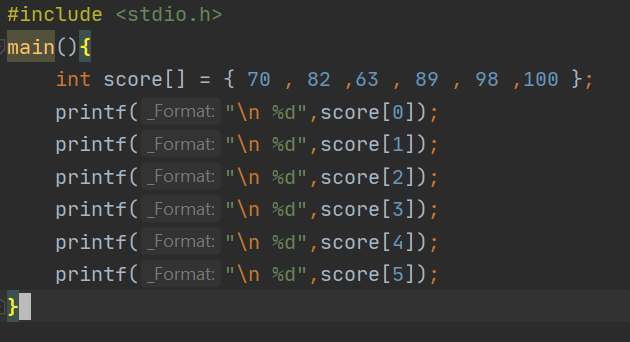 #include <stdio.h>
main(){
    int score[] = { 70 , 82 ,63 , 89 , 98 ,100 };
    printf(_Format:"\n %d",score[0]);
    printf(_Format:"\n %d",score[1]);
    printf(_Format:"\n %d",score[2]);
    printf(_Format:"\n %d",score[3]);
    printf(_Format:"\n %d",score[4]);
    printf(_Format:"\n %d",score[5]);
}